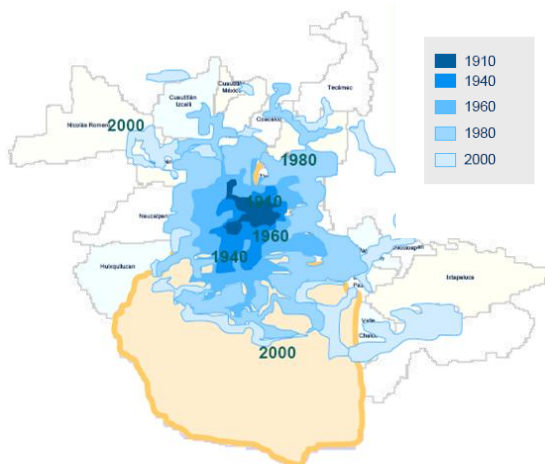 1910
1940
1960
1980
2000
Cuautitlán
Izcalli
Cuautitlán
México
Tecámac
Coacalco
Nicolás Romero
2000
1980
1910
1960
1940
Naucalpan
Huixquilucan
Ixtapaluca
Valle
Chalco
2000